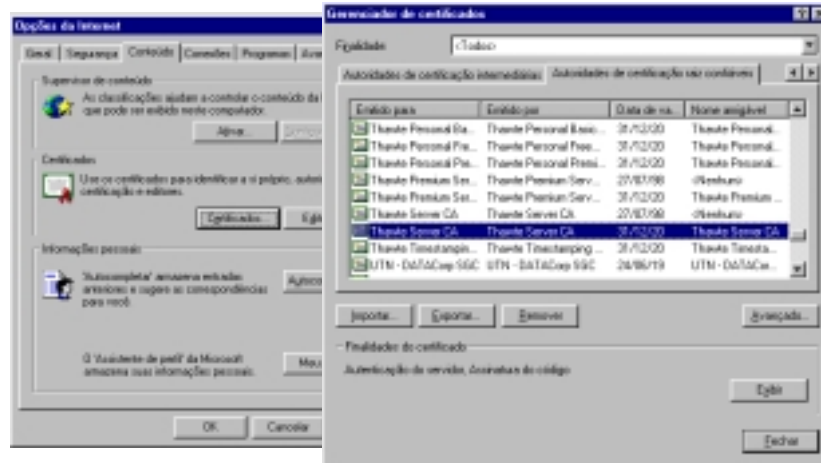 Opções da Internet
Geral Segurança Conteúdo Conexões Programas
Supervisor de conteúdo
As classificações ajudam a controlar o conteúdo da
que pode ser exibido neste computador.
Ativar...
Certificados
Use os certificados para identificar a si próprio,
certificação e editores.
Certificados...
Informações pessoais
'Autocompletar' armazena entradas
anteriores e sugere as correspondências
para você.
O 'Assistente de perfil' da Microsoft
armazena suas informações pessoais.
OK Cancelar
Gerenciador de certificados
Finalidade: <Todos>
Autoridades de certificação intermediárias Autoridades de certificação raiz confiáveis
Emitido para Emitido por Data de va... Nome amigável
Thawte Personal Ba... Thawte Personal Basic... 31/12/20 Thawte Personal...
Thawte Personal Fre... Thawte Personal Free... 31/12/20 Thawte Personal...
Thawte Personal Pre... Thawte Personal Premi... 31/12/20 Thawte Personal...
Thawte Premium Ser... Thawte Premium Serv... 27/07/98 <Nenhum>
Thawte Premium Ser... Thawte Premium Serv... 31/12/20 Thawte Premium ...
Thawte Server CA Thawte Server CA 27/07/98 <Nenhum>
Thawte Server CA Thawte Server CA 31/12/20 Thawte Server CA
Thawte Timestampin... Thawte Timestamping ... 31/12/20 Thawte Timesta...
UTN - DATACorp SGC UTN - DATACorp SGC 24/06/19 UTN - DATACor...
Importar... Exportar... Remover Avançado...
Finalidades do certificado
Autenticação do servidor, Assinatura do código
Exibir
Fechar